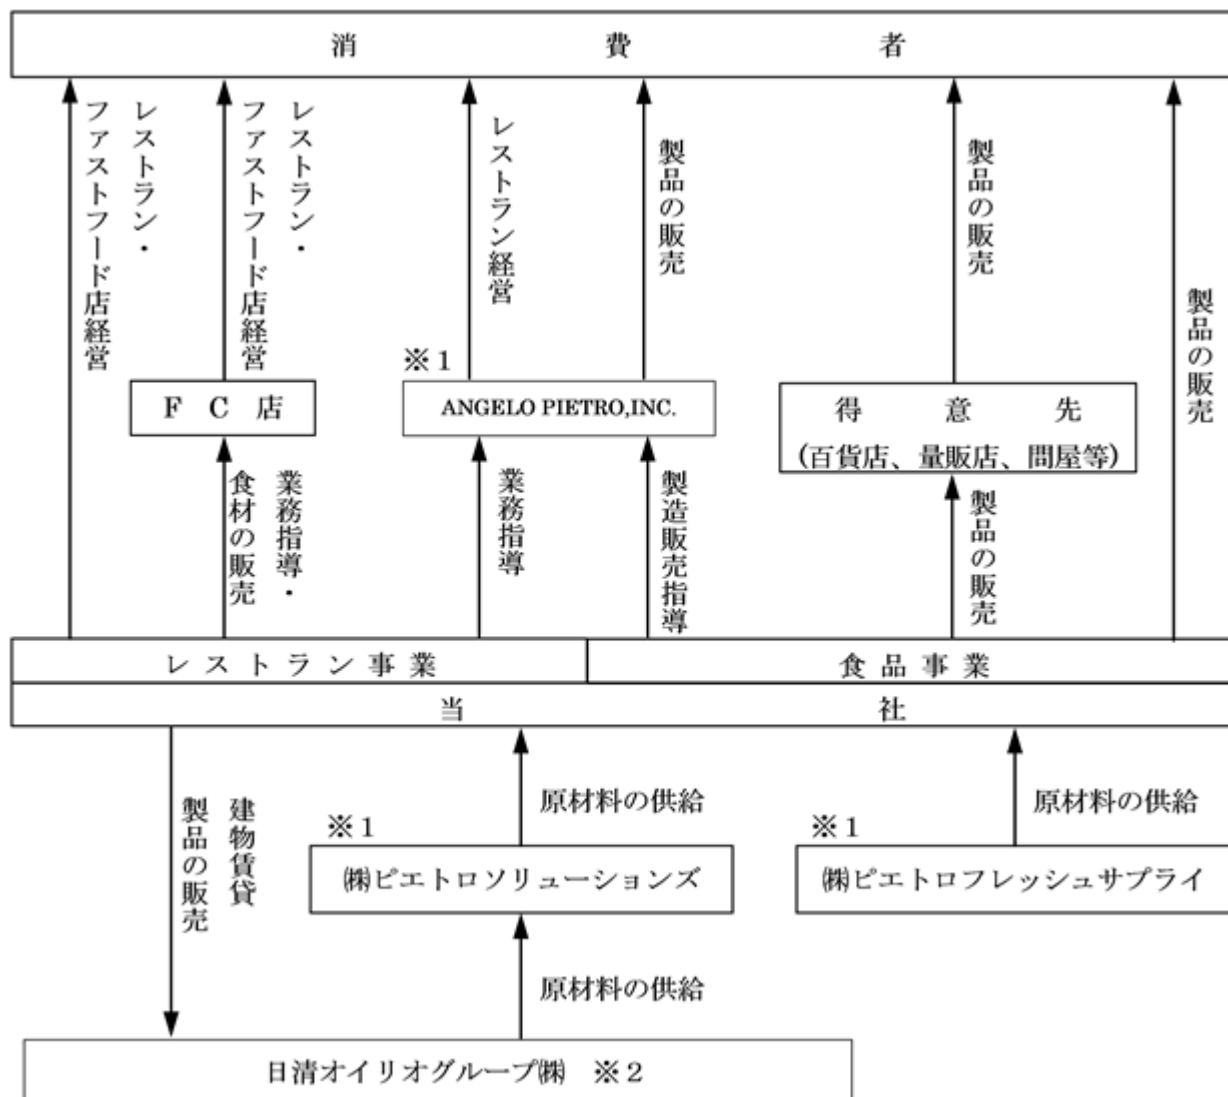 消費者
レストラン・
ファストフード店経営
レストラン・
ファストフード店経営
レストラン経営
製品の販売
製品の販売
製品の販売
※1
FC店
ANGELO PIETRO,INC.
得意先
(百貨店、量販店、問屋等)
業務指導・
食材の販売
業務指導
製造販売指導
製品の販売
レストラン事業
食品事業
当社
建物賃貸
製品の販売
原材料の供給
原材料の供給
※1
※1
㈱ピエトロソリューションズ
㈱ピエトロフレッシュサプライ
原材料の供給
日清オイリオグループ㈱ ※2